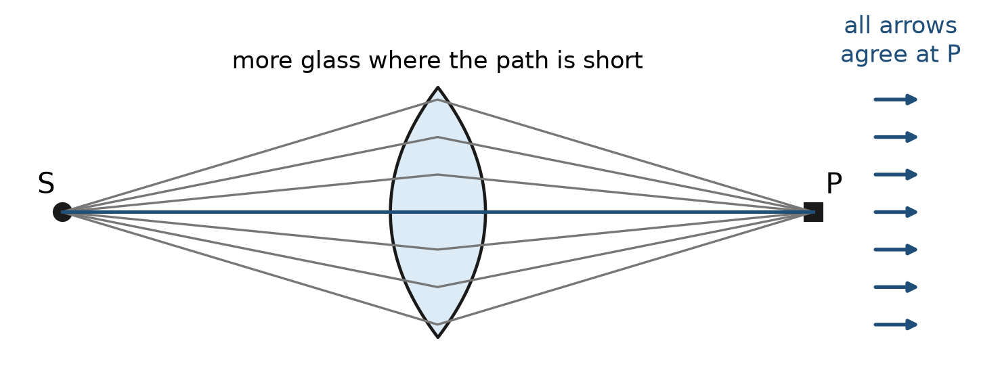 all arrows
agree at P
more glass where the path is short
S
P